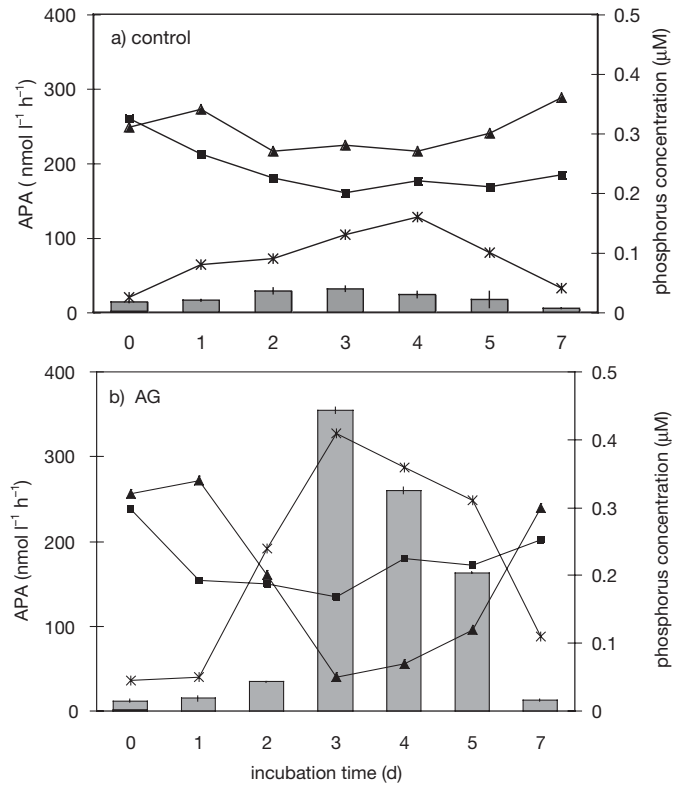 a) control
400
300
200
100
0
APA ( nmol l⁻¹ h⁻¹)
0.5
0.4
0.3
0.2
0.1
0
phosphorus concentration (µM)
0 1 2 3 4 5 7
b) AG
400
300
200
100
0
APA (nmol l⁻¹ h⁻¹)
0.5
0.4
0.3
0.2
0.1
0
phosphorus concentration (µM)
0 1 2 3 4 5 7
incubation time (d)